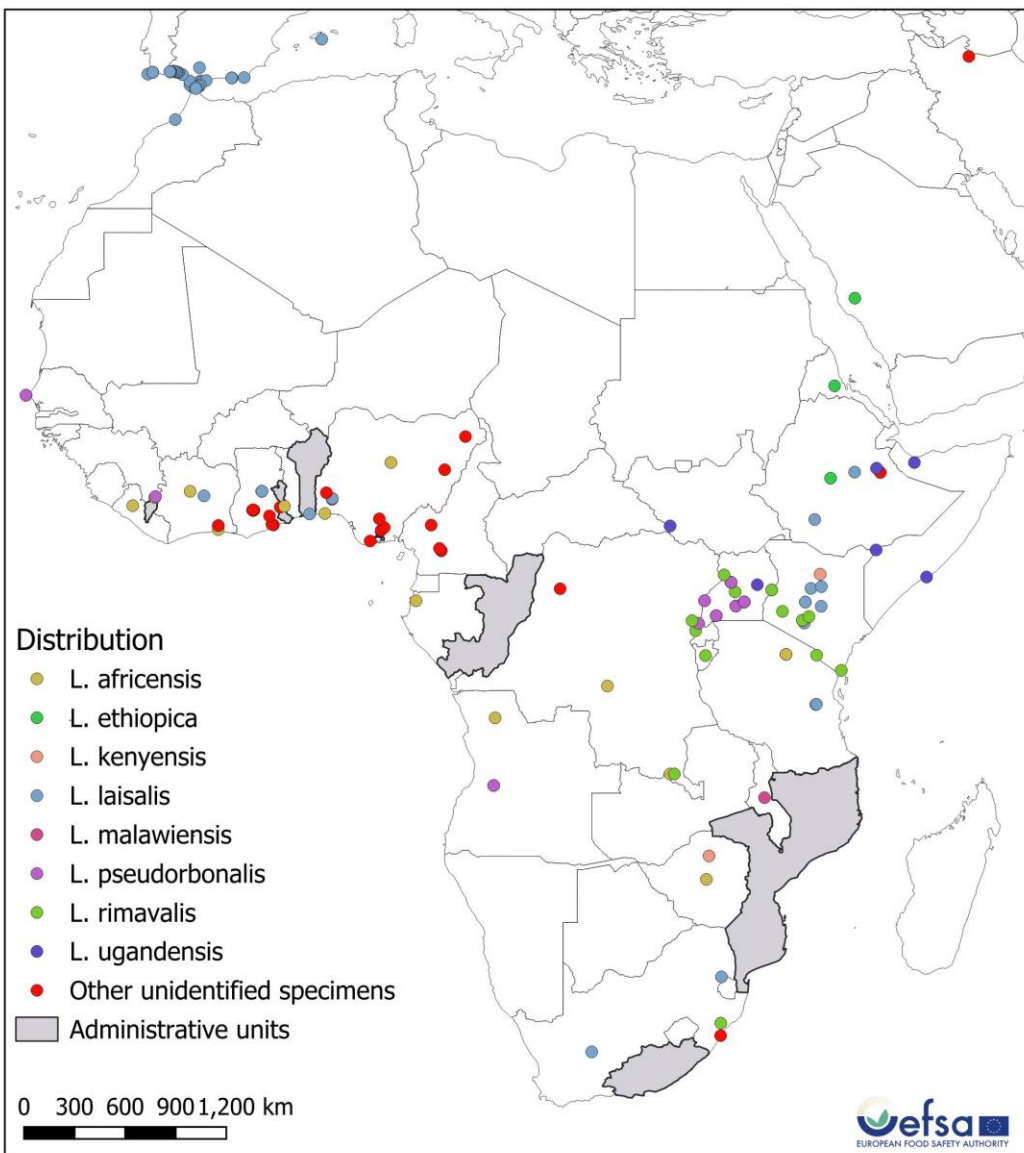 Distribution
L. africensis
L. ethiopica
L. kenyensis
L. laisalis
L. malawiensis
L. pseudorbonalis
L. rimavalis
L. ugandensis
Other unidentified specimens
Administrative units
0 300 600 900 1,200 km
efsa
EUROPEAN FOOD SAFETY AUTHORITY